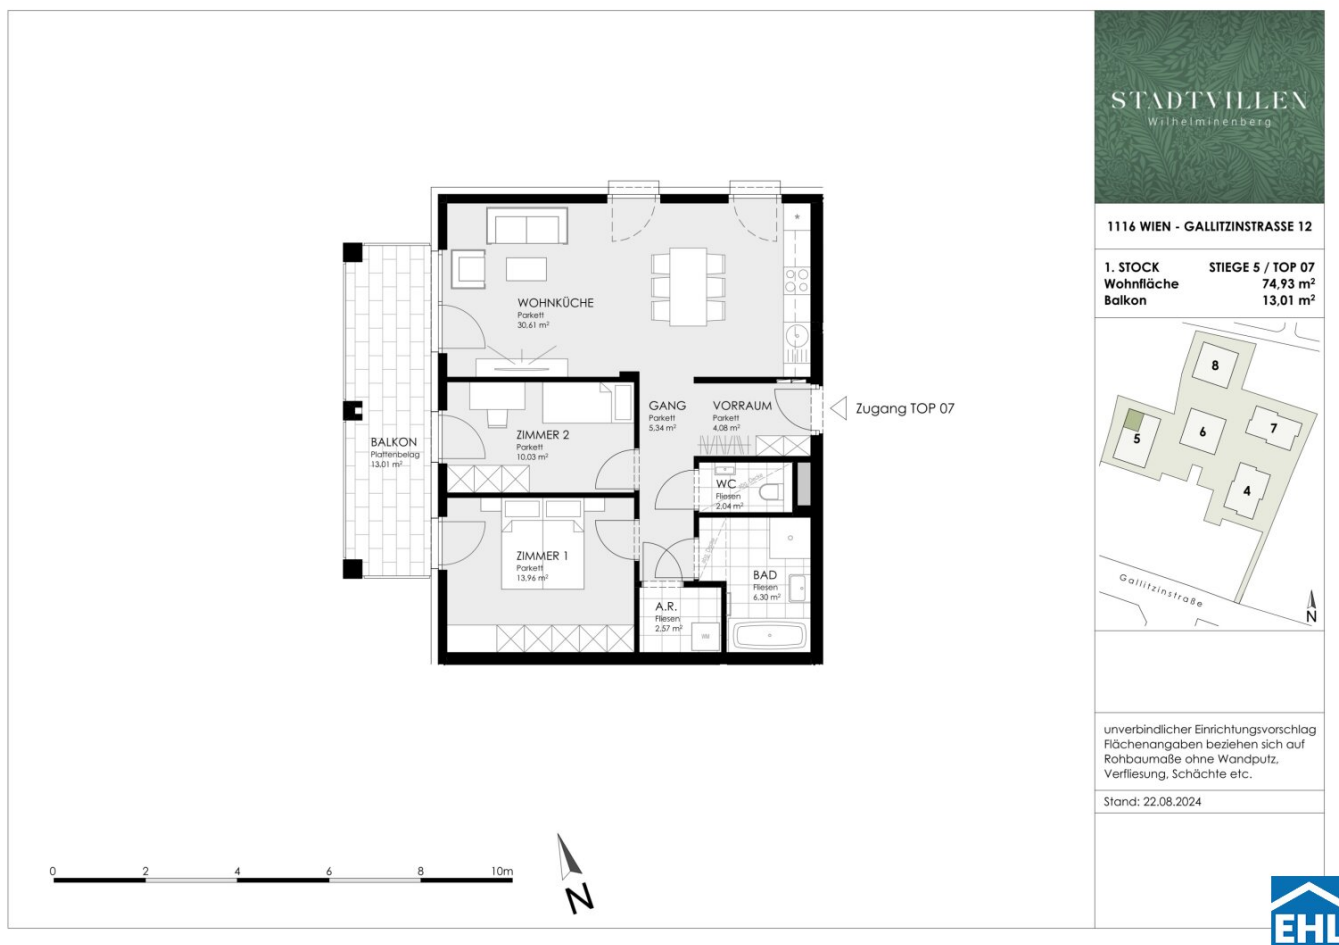 STADTVILLEN
Wilhelminenberg
1116 WIEN - GALLITZINSTRASSE 12
1. STOCK STIEGE 5 / TOP 07
Wohnfläche 74,93 m²
Balkon 13,01 m²
8
5
6
7
4
Gallitzinstraße
N
unverbindlicher Einrichtungsvorschlag
Flächenangaben beziehen sich auf
Rohbaumaße ohne Wandputz,
Verfliesung, Schächte etc.
Stand: 22.08.2024
WOHNKÜCHE
Parkett
30,61 m²
GANG
Parkett
5,34 m²
VORRAUM
Parkett
4,08 m²
Zugang TOP 07
ZIMMER 2
Parkett
10,03 m²
BALKON
Plattenbelag
13,01 m²
WC
Fliesen
2,04 m²
abg. Decke
ZIMMER 1
Parkett
13,96 m²
abg. Decke
BAD
Fliesen
6,30 m²
A.R.
Fliesen
2,57 m²
WM
0 2 4 6 8 10m
N
EHL